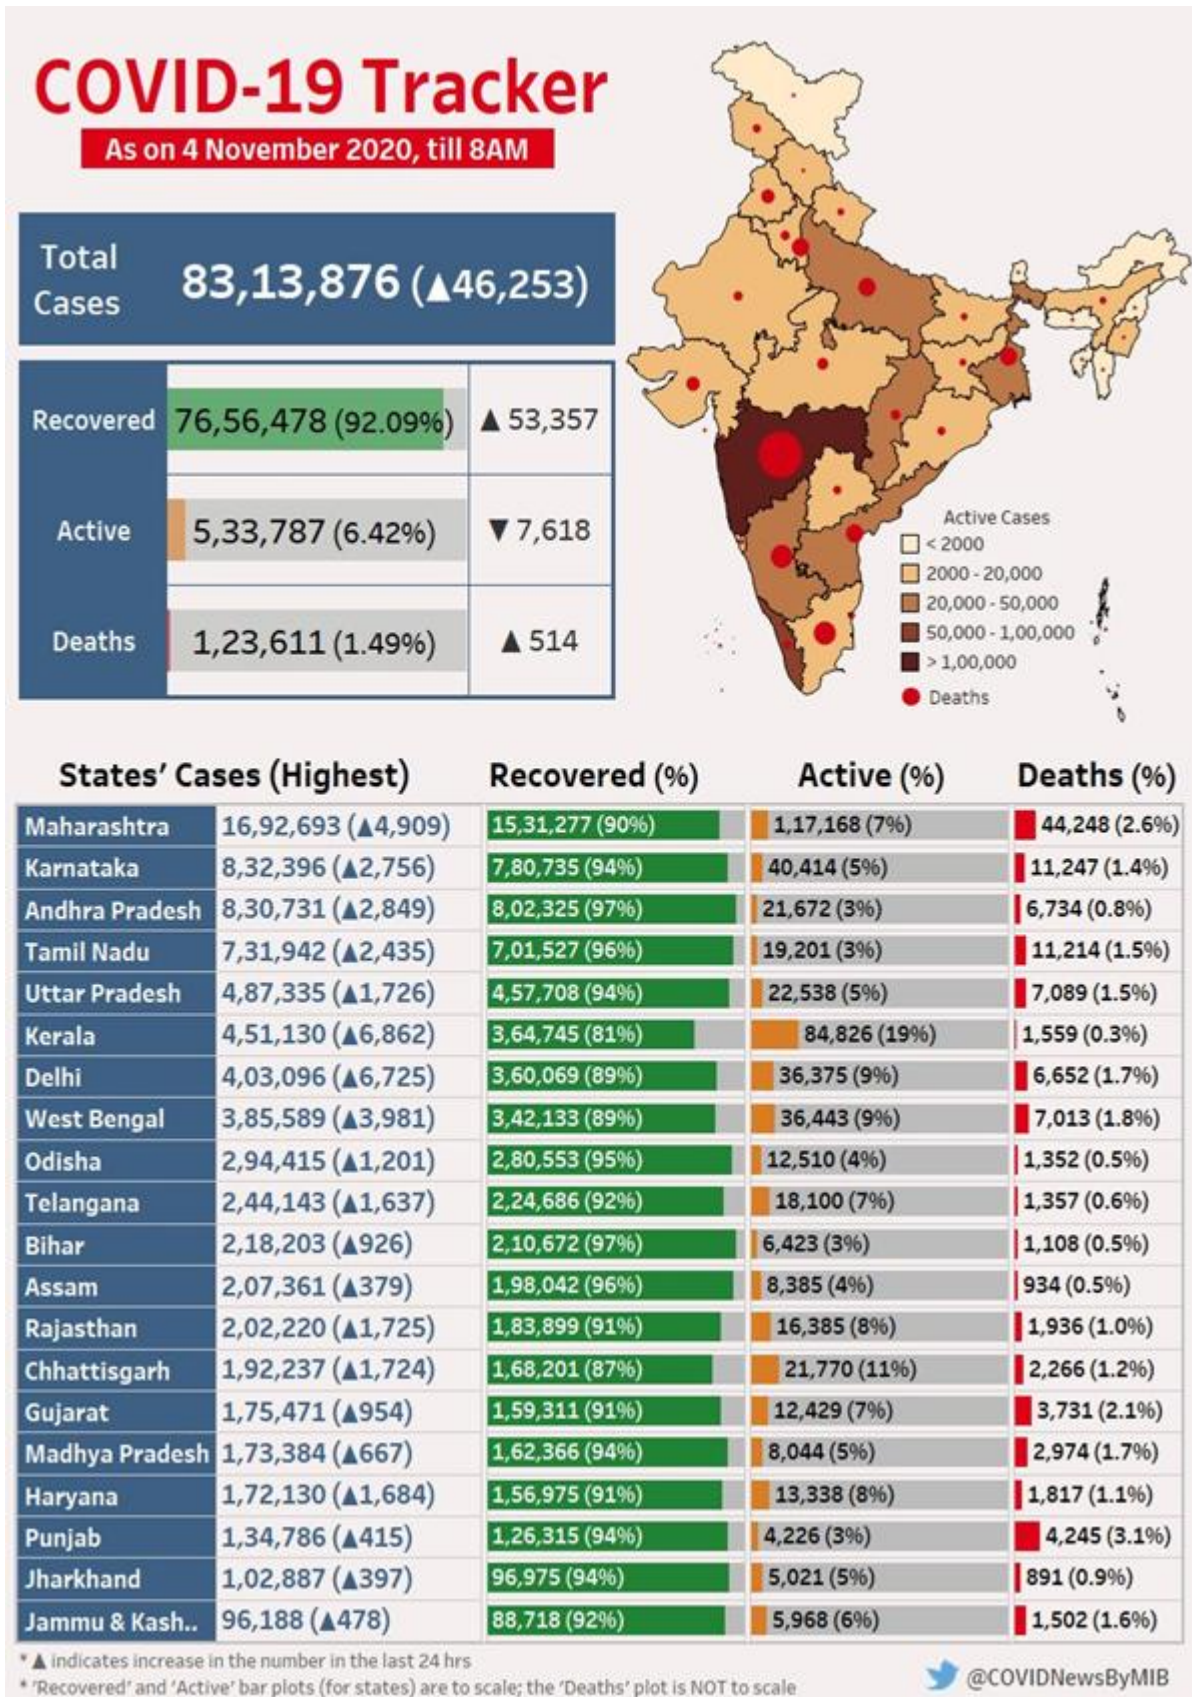 COVID-19 Tracker
As on 4 November 2020, till 8AM
Total Cases 83,13,876 (▲46,253)
Recovered 76,56,478 (92.09%) ▲ 53,357
Active 5,33,787 (6.42%) ▼ 7,618
Deaths 1,23,611 (1.49%) ▲ 514
Active Cases
< 2000
2000 - 20,000
20,000 - 50,000
50,000 - 1,00,000
> 1,00,000
Deaths
States' Cases (Highest) Recovered (%) Active (%) Deaths (%)
Maharashtra 16,92,693 (▲4,909) 15,31,277 (90%) 1,17,168 (7%) 44,248 (2.6%)
Karnataka 8,32,396 (▲2,756) 7,80,735 (94%) 40,414 (5%) 11,247 (1.4%)
Andhra Pradesh 8,30,731 (▲2,849) 8,02,325 (97%) 21,672 (3%) 6,734 (0.8%)
Tamil Nadu 7,31,942 (▲2,435) 7,01,527 (96%) 19,201 (3%) 11,214 (1.5%)
Uttar Pradesh 4,87,335 (▲1,726) 4,57,708 (94%) 22,538 (5%) 7,089 (1.5%)
Kerala 4,51,130 (▲6,862) 3,64,745 (81%) 84,826 (19%) 1,559 (0.3%)
Delhi 4,03,096 (▲6,725) 3,60,069 (89%) 36,375 (9%) 6,652 (1.7%)
West Bengal 3,85,589 (▲3,981) 3,42,133 (89%) 36,443 (9%) 7,013 (1.8%)
Odisha 2,94,415 (▲1,201) 2,80,553 (95%) 12,510 (4%) 1,352 (0.5%)
Telangana 2,44,143 (▲1,637) 2,24,686 (92%) 18,100 (7%) 1,357 (0.6%)
Bihar 2,18,203 (▲926) 2,10,672 (97%) 6,423 (3%) 1,108 (0.5%)
Assam 2,07,361 (▲379) 1,98,042 (96%) 8,385 (4%) 934 (0.5%)
Rajasthan 2,02,220 (▲1,725) 1,83,899 (91%) 16,385 (8%) 1,936 (1.0%)
Chhattisgarh 1,92,237 (▲1,724) 1,68,201 (87%) 21,770 (11%) 2,266 (1.2%)
Gujarat 1,75,471 (▲954) 1,59,311 (91%) 12,429 (7%) 3,731 (2.1%)
Madhya Pradesh 1,73,384 (▲667) 1,62,366 (94%) 8,044 (5%) 2,974 (1.7%)
Haryana 1,72,130 (▲1,684) 1,56,975 (91%) 13,338 (8%) 1,817 (1.1%)
Punjab 1,34,786 (▲415) 1,26,315 (94%) 4,226 (3%) 4,245 (3.1%)
Jharkhand 1,02,887 (▲397) 96,975 (94%) 5,021 (5%) 891 (0.9%)
Jammu & Kash.. 96,188 (▲478) 88,718 (92%) 5,968 (6%) 1,502 (1.6%)
* ▲ indicates increase in the number in the last 24 hrs
* 'Recovered' and 'Active' bar plots (for states) are to scale; the 'Deaths' plot is NOT to scale
@COVIDNewsByMIB